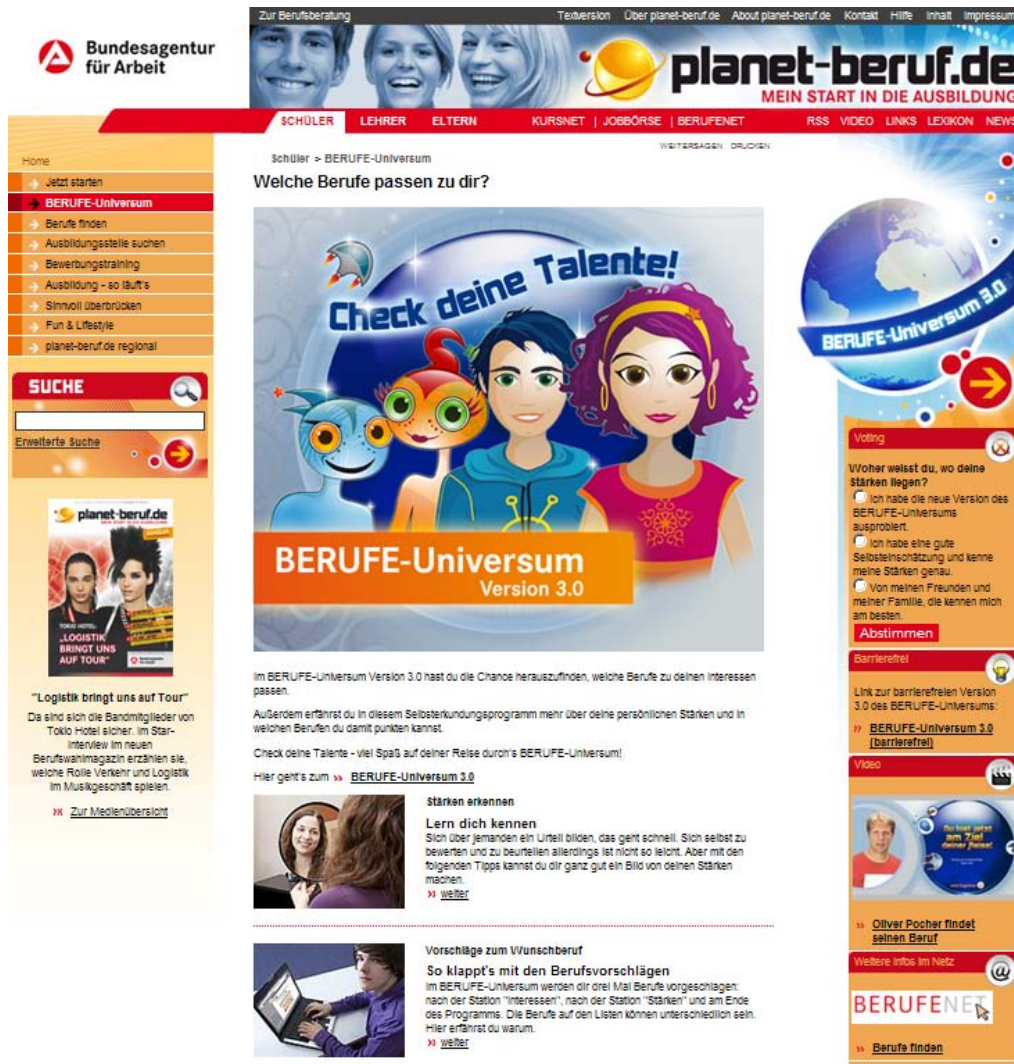 Zur Berufsberatung
Textversion Über planet-beruf.de About planet-beruf.de Kontakt Hilfe Inhalt Impressum
Bundesagentur
für Arbeit
planet-beruf.de
MEIN START IN DIE AUSBILDUNG
SCHÜLER LEHRER ELTERN KURSNET | JOBBÖRSE | BERUFENET RSS VIDEO LINKS LEXIKON NEWS
WEITERSAGEN DRUCKEN
Home
Jetzt starten
BERUFE-Universum
Berufe finden
Ausbildungsstelle suchen
Bewerbungstraining
Ausbildung – so läuft's
Sinnvoll überbrücken
Fun & Lifestyle
planet-beruf.de regional
SUCHE
Erweiterte Suche
planet-beruf.de
MEIN START IN DIE AUSBILDUNG
TOKIO HOTEL:
„LOGISTIK
BRINGT UNS
AUF TOUR"
"Logistik bringt uns auf Tour"
Da sind sich die Bandmitglieder von
Tokio Hotel sicher. Im Star-
Interview im neuen
Berufswahlmagazin erzählen sie,
welche Rolle Verkehr und Logistik
im Musikgeschäft spielen.
Zur Medienübersicht
Schüler > BERUFE-Universum
Welche Berufe passen zu dir?
Check deine Talente!
BERUFE-Universum
Version 3.0
Im BERUFE-Universum Version 3.0 hast du die Chance herauszufinden, welche Berufe zu deinen Interessen
passen.
Außerdem erfährst du in diesem Selbsterkundungsprogramm mehr über deine persönlichen Stärken und in
welchen Berufen du damit punkten kannst.
Check deine Talente - viel Spaß auf deiner Reise durch's BERUFE-Universum!
Hier geht's zum » BERUFE-Universum 3.0
Stärken erkennen
Lern dich kennen
Sich über jemanden ein Urteil bilden, das geht schnell. Sich selbst zu
bewerten und zu beurteilen allerdings ist nicht so leicht. Aber mit den
folgenden Tipps kannst du dir ganz gut ein Bild von deinen Stärken
machen.
» weiter
Vorschläge zum Wunschberuf
So klappt's mit den Berufsvorschlägen
Im BERUFE-Universum werden dir drei Mal Berufe vorgeschlagen:
nach der Station "Interessen", nach der Station "Stärken" und am Ende
des Programms. Die Berufe auf den Listen können unterschiedlich sein.
Hier erfährst du warum.
» weiter
BERUFE-Universum 3.0
Voting
Woher weisst du, wo deine
Stärken liegen?
Ich habe die neue Version des
BERUFE-Universums
ausprobiert.
Ich habe eine gute
Selbsteinschätzung und kenne
meine Stärken genau.
Von meinen Freunden und
meiner Familie, die kennen mich
am besten.
Abstimmen
Barrierefrei
Link zur barrierefreien Version
3.0 des BERUFE-Universums:
» BERUFE-Universum 3.0
(barrierefrei)
Video
Du bist jetzt
am Ziel
deiner Reise!
» Oliver Pocher findet
seinen Beruf
Weitere Infos im Netz
BERUFENET
» Berufe finden